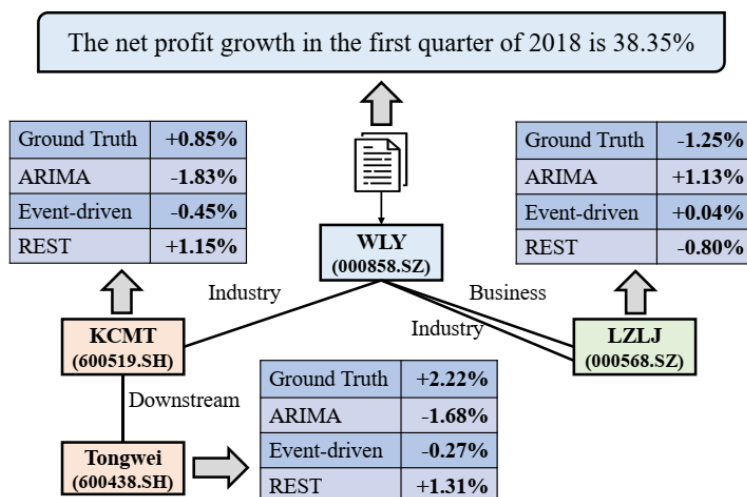 The net profit growth in the first quarter of 2018 is 38.35%
Ground Truth +0.85%
ARIMA -1.83%
Event-driven -0.45%
REST +1.15%
Ground Truth -1.25%
ARIMA +1.13%
Event-driven +0.04%
REST -0.80%
WLY
(000858.SZ)
Industry
Business
Industry
KCMT
(600519.SH)
LZLJ
(000568.SZ)
Downstream
Ground Truth +2.22%
ARIMA -1.68%
Event-driven -0.27%
REST +1.31%
Tongwei
(600438.SH)